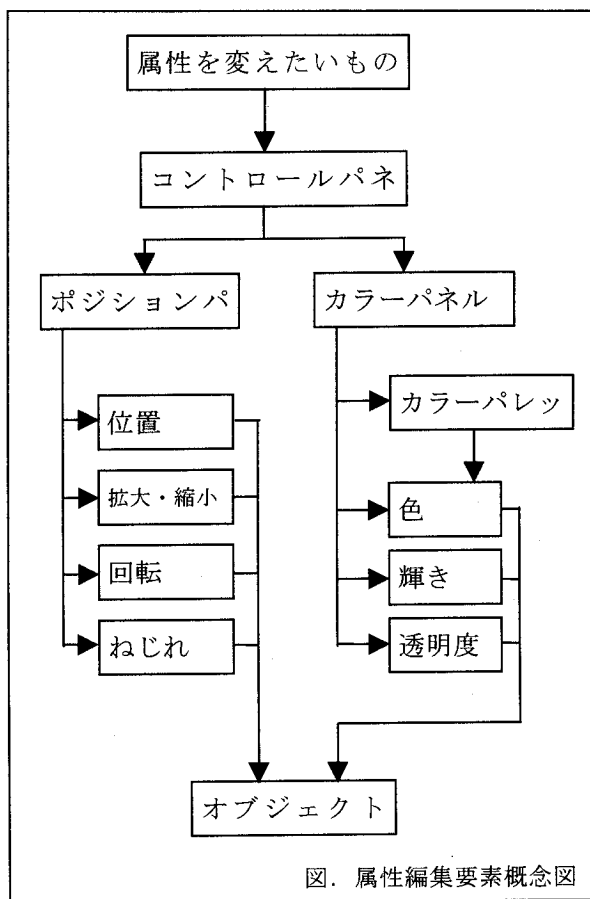 属性を変えたいもの
コントロールパネ
ポジションパ
カラーパネル
位置
拡大・縮小
回転
ねじれ
カラーパレッ
色
輝き
透明度
オブジェクト
図. 属性編集要素概念図